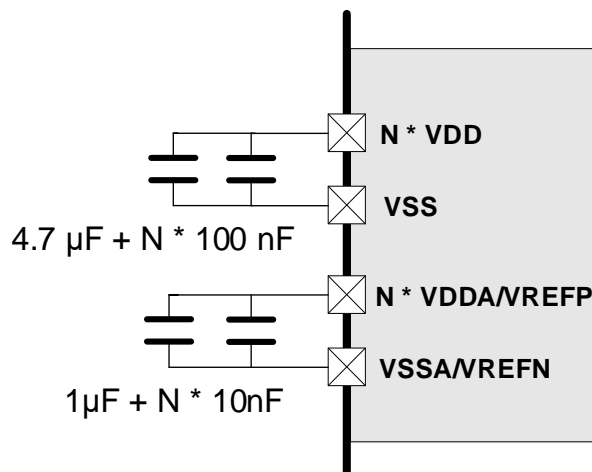 N * VDD
VSS
4.7 µF + N * 100 nF
N * VDDA/VREFP
VSSA/VREFN
1µF + N * 10nF